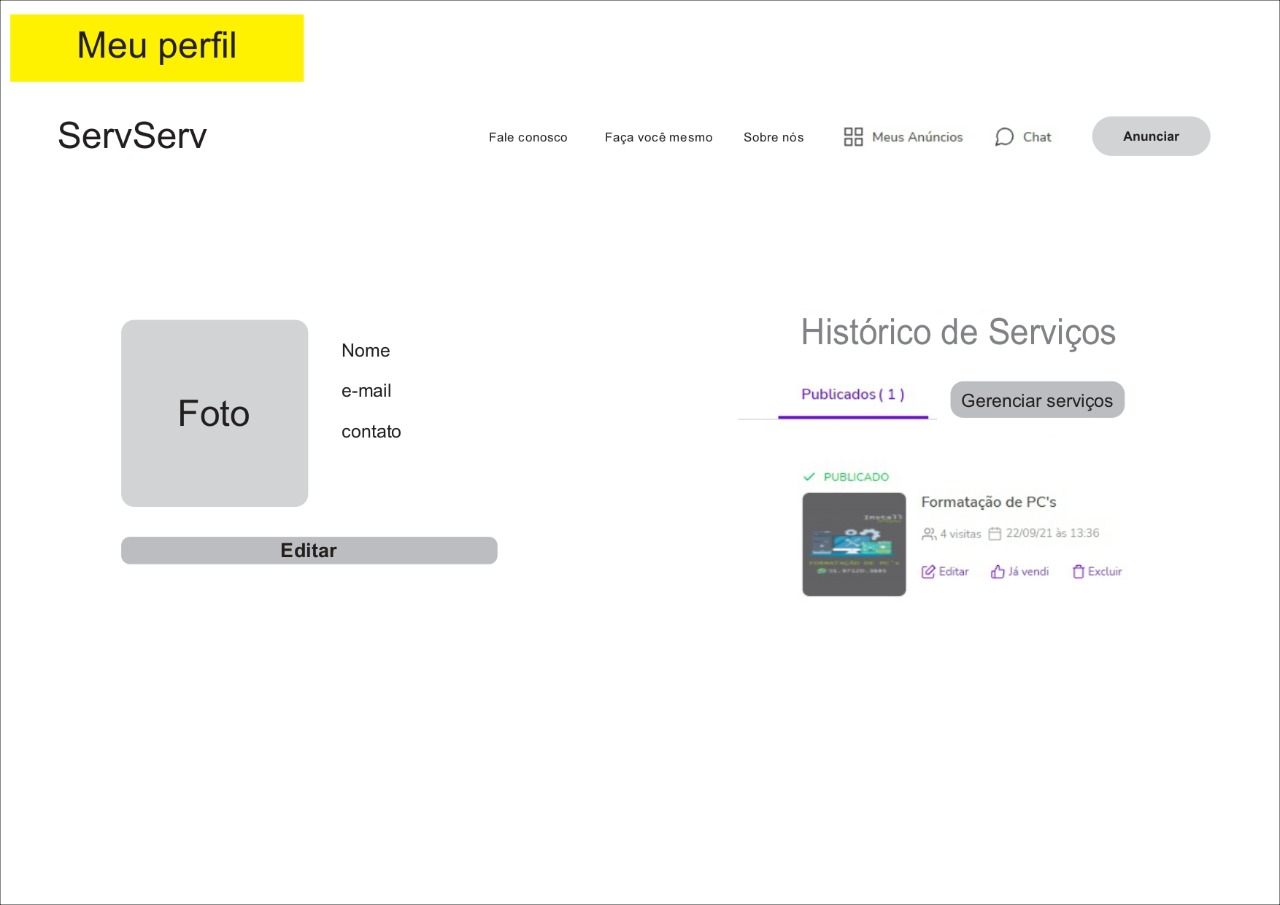 Meu perfil
ServServ
Fale conosco
Faça você mesmo
Sobre nós
Meus Anúncios
Chat
Anunciar
Foto
Nome
e-mail
contato
Editar
Histórico de Serviços
Publicados ( 1 )
Gerenciar serviços
PUBLICADO
Install
FORMATAÇÃO DE PC's
Formatação de PC's
4 visitas 22/09/21 às 13:36
Editar Já vendi Excluir